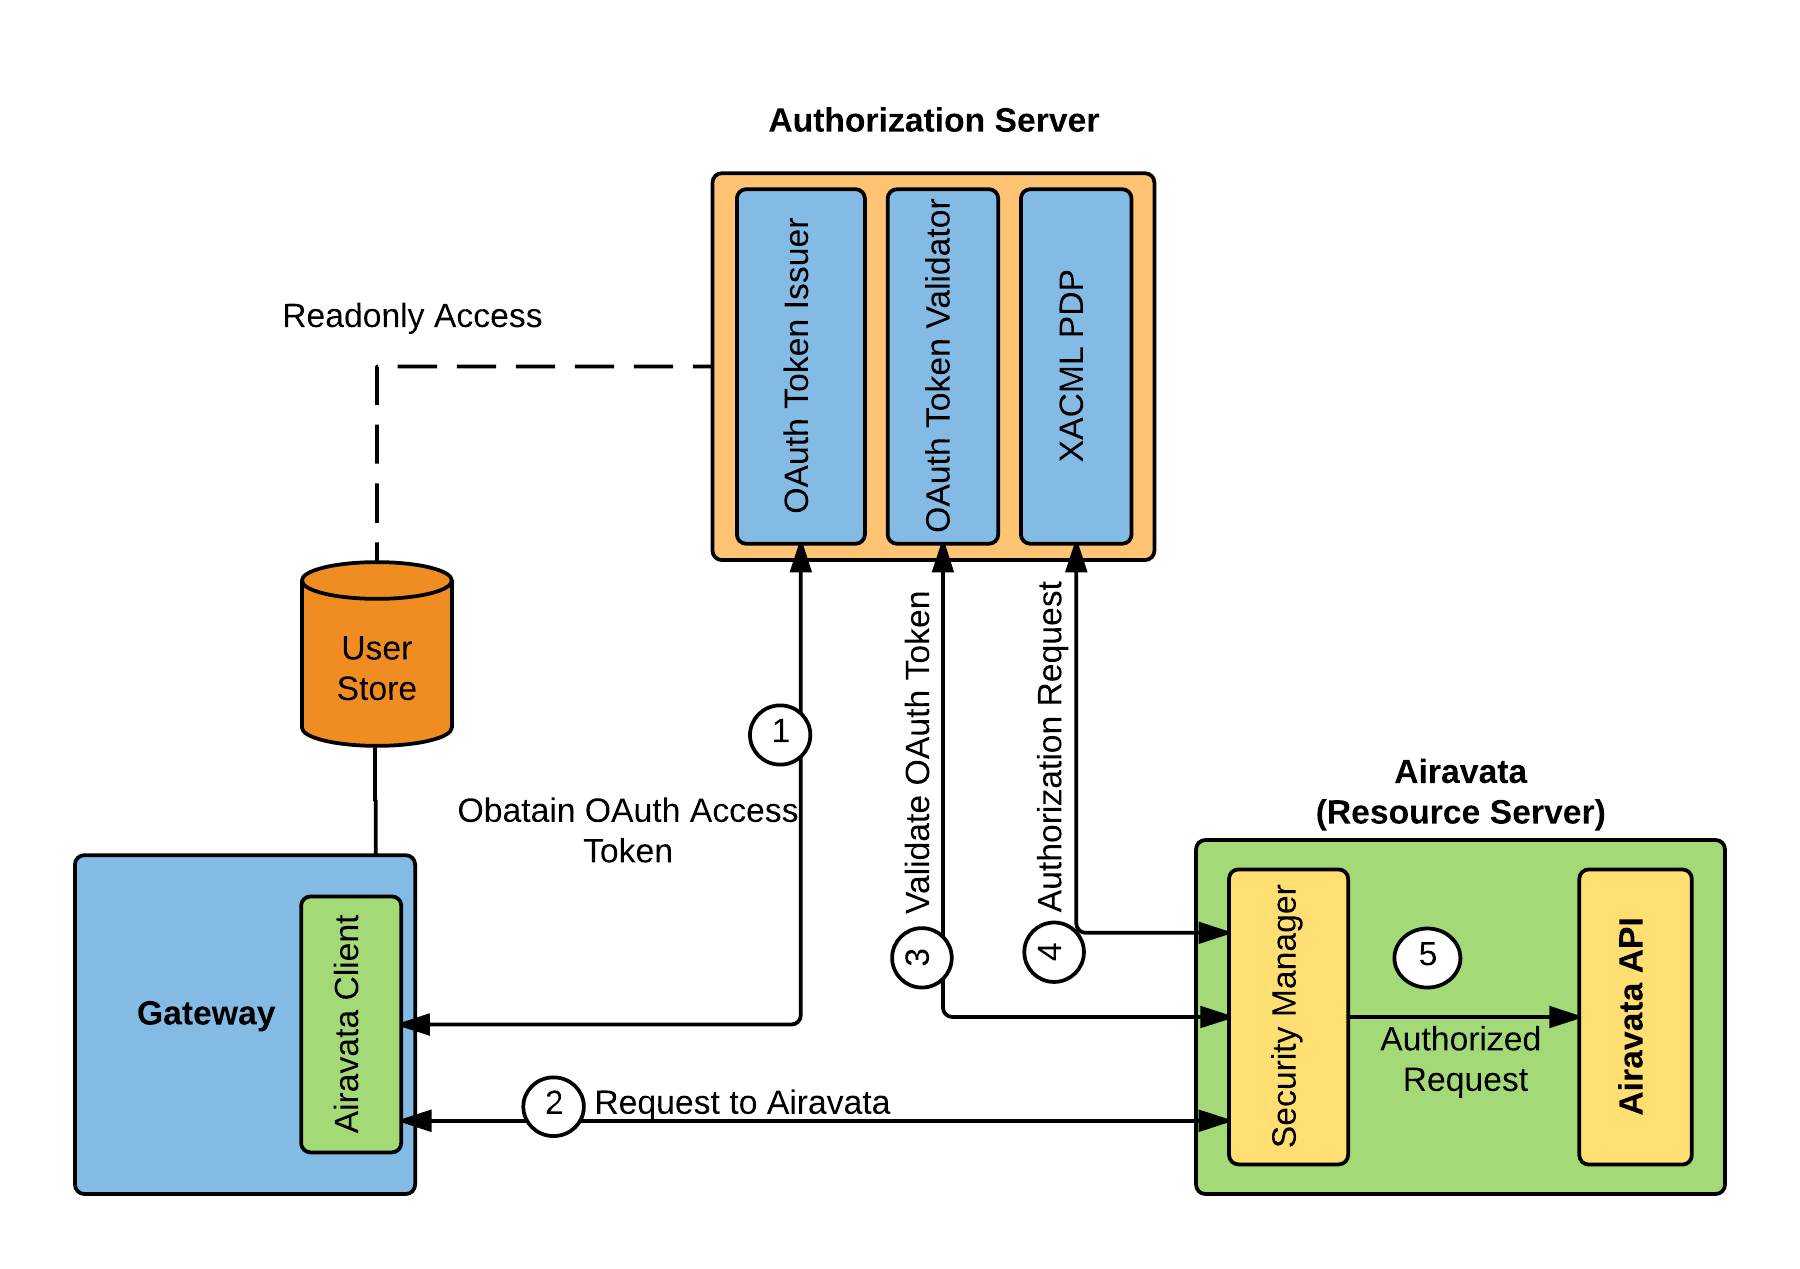 Authorization Server
OAuth Token Issuer
OAuth Token Validator
XACML PDP
Readonly Access
User
Store
1
Obatain OAuth Access
Token
Validate OAuth Token
3
Authorization Request
4
Airavata
(Resource Server)
Gateway
Airavata Client
2
Request to Airavata
Security Manager
5
Authorized
Request
Airavata API